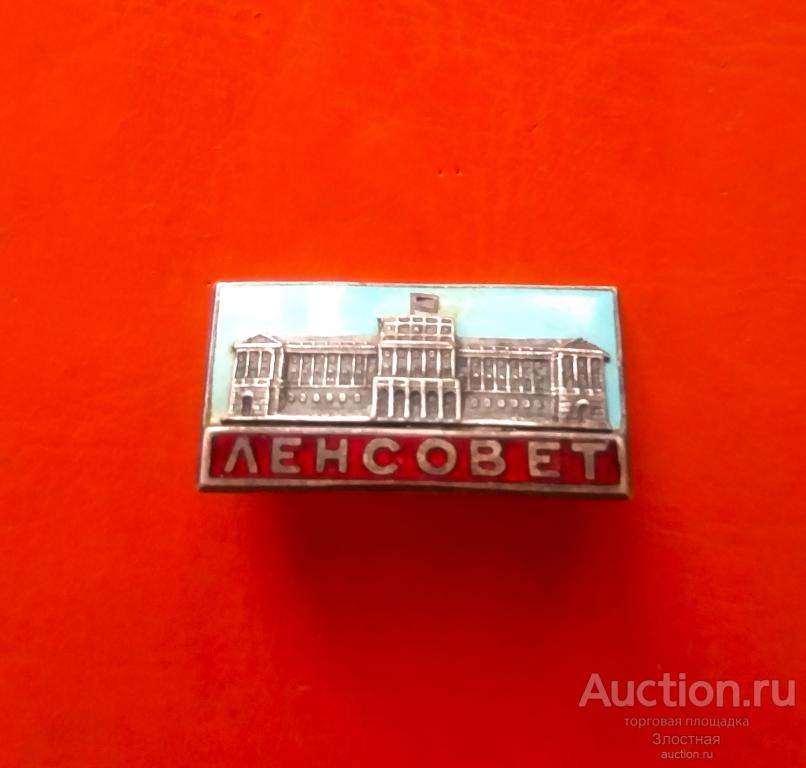 ЛЕНСОВЕТ
Auction.ru
торговая площадка
Злостная
auction.ru